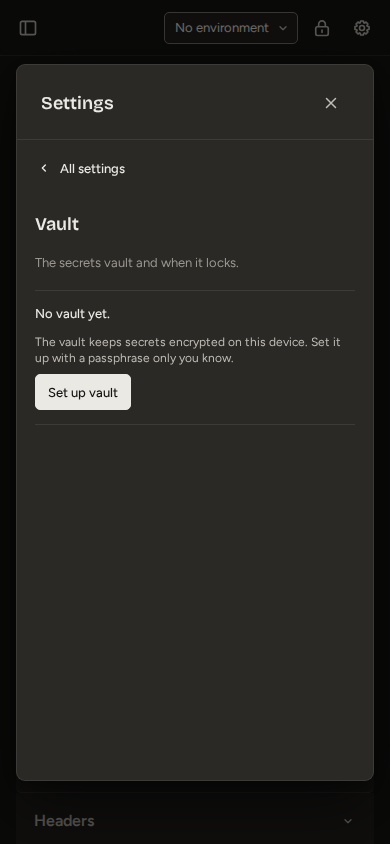 No environment
Settings
All settings
Vault
The secrets vault and when it locks.
No vault yet.
The vault keeps secrets encrypted on this device. Set it
up with a passphrase only you know.
Set up vault
Headers